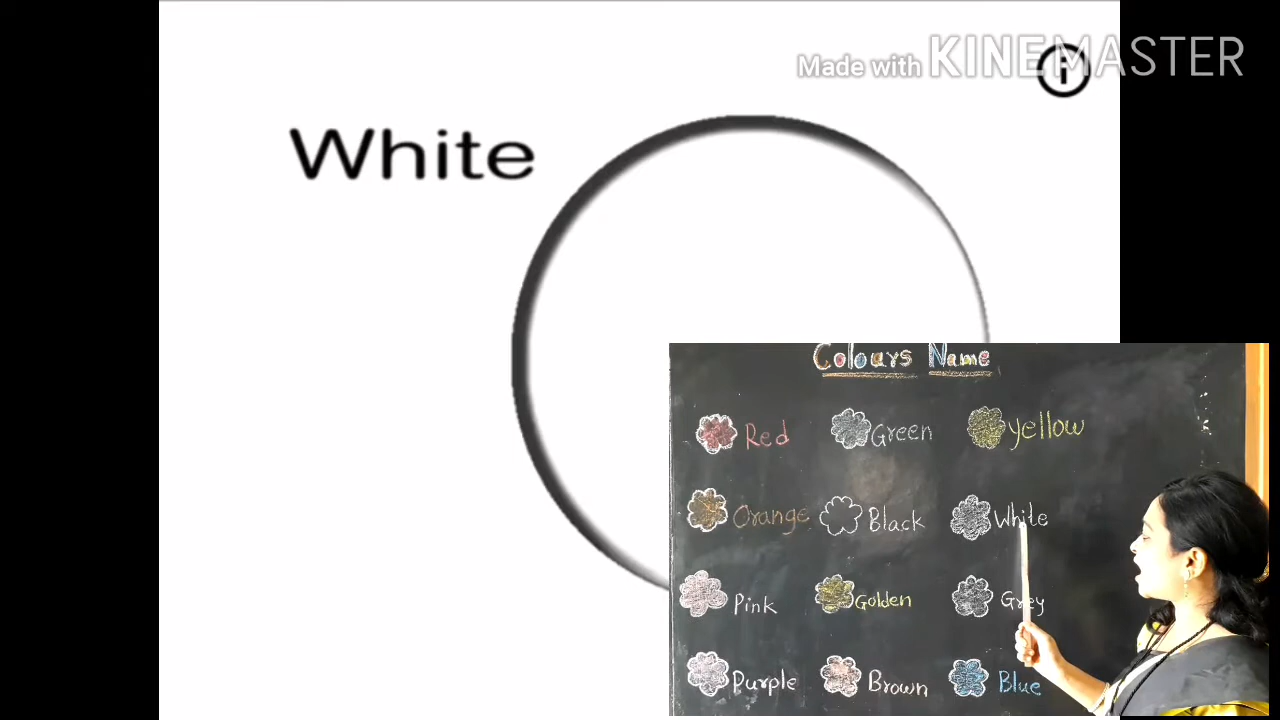 Made with KINEMASTER
White
Colours Name
Red Green Yellow
Orange Black White
Pink Golden Grey
Purple Brown Blue